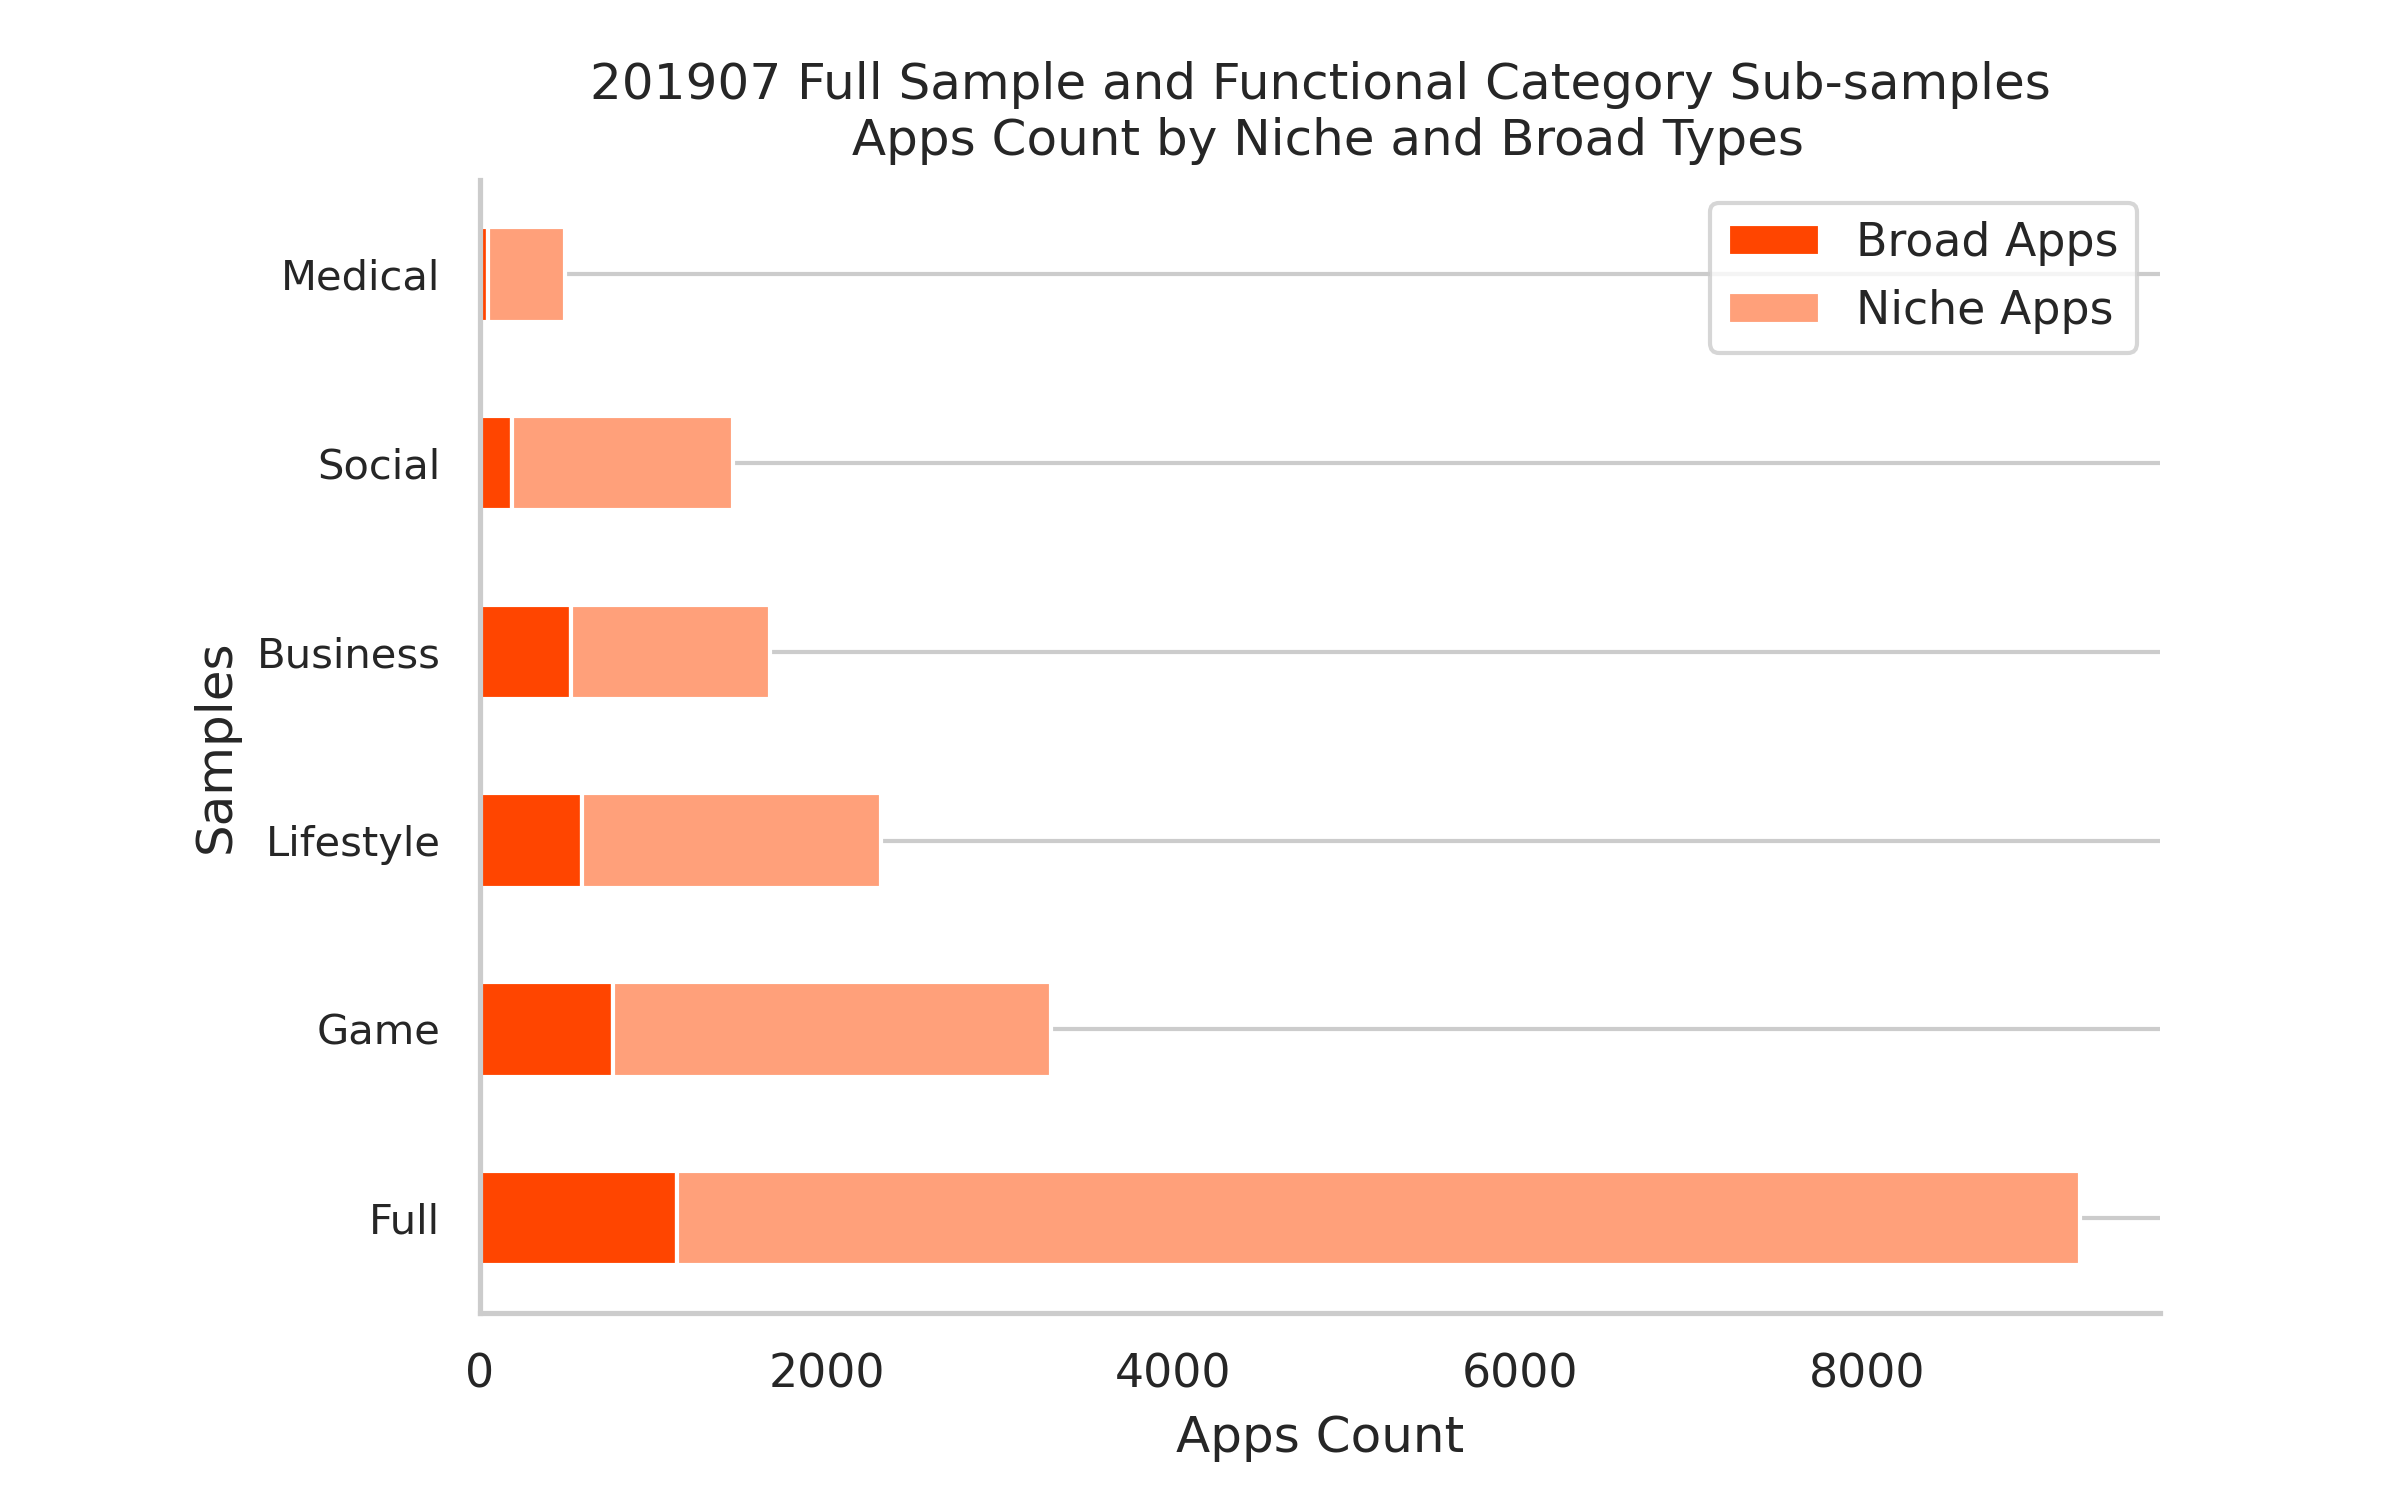 201907 Full Sample and Functional Category Sub-samples
Apps Count by Niche and Broad Types
Broad Apps
Niche Apps
Samples
Medical
Social
Business
Lifestyle
Game
Full
0 2000 4000 6000 8000
Apps Count